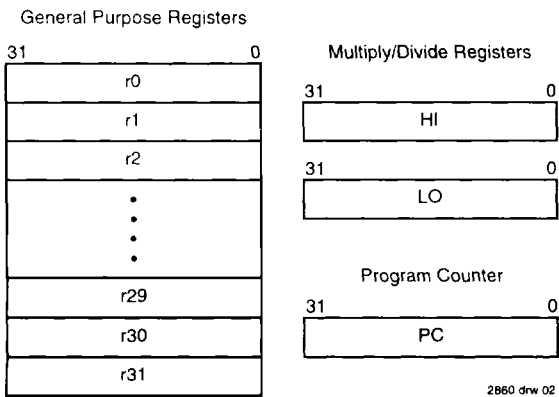 General Purpose Registers
31 0
r0
r1
r2
r29
r30
r31
Multiply/Divide Registers
31 0
HI
31 0
LO
Program Counter
31 0
PC
2860 drw 02